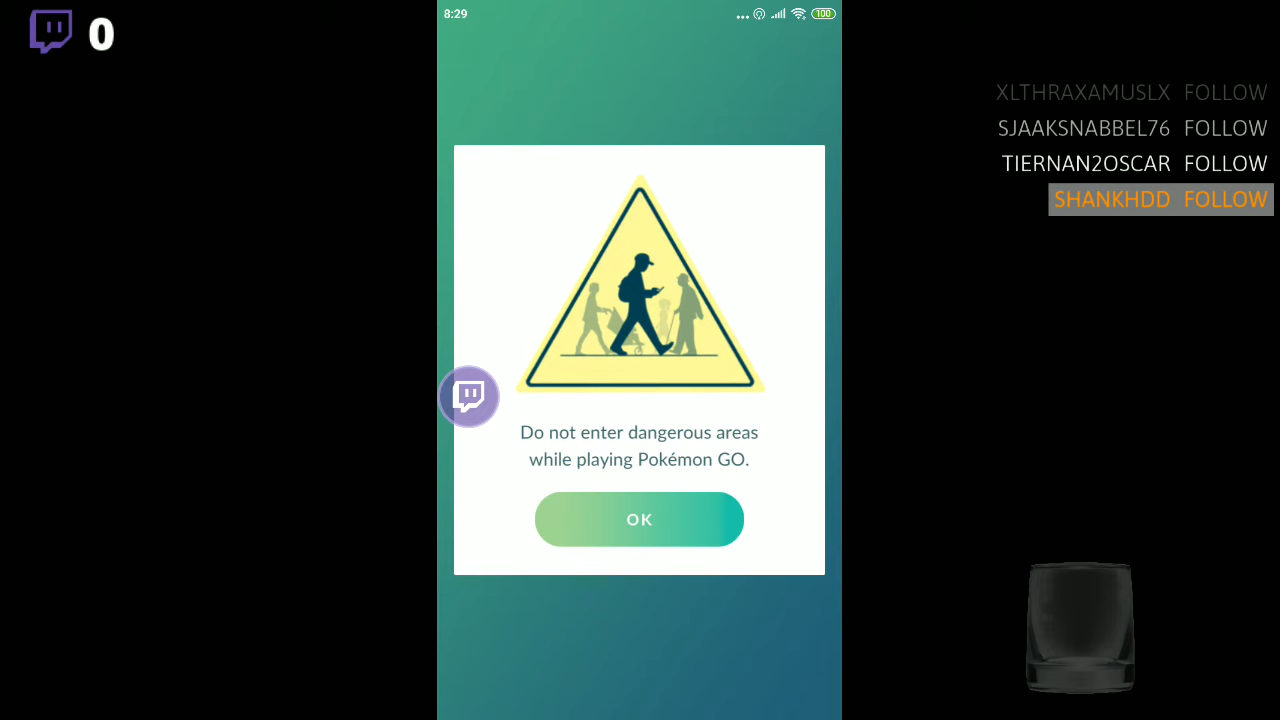 0
8:29
100
XLTHRAXAMUSLX FOLLOW
SJAAKSNABBEL76 FOLLOW
TIERNAN2OSCAR FOLLOW
SHANKHDD FOLLOW
Do not enter dangerous areas
while playing Pokémon GO.
OK